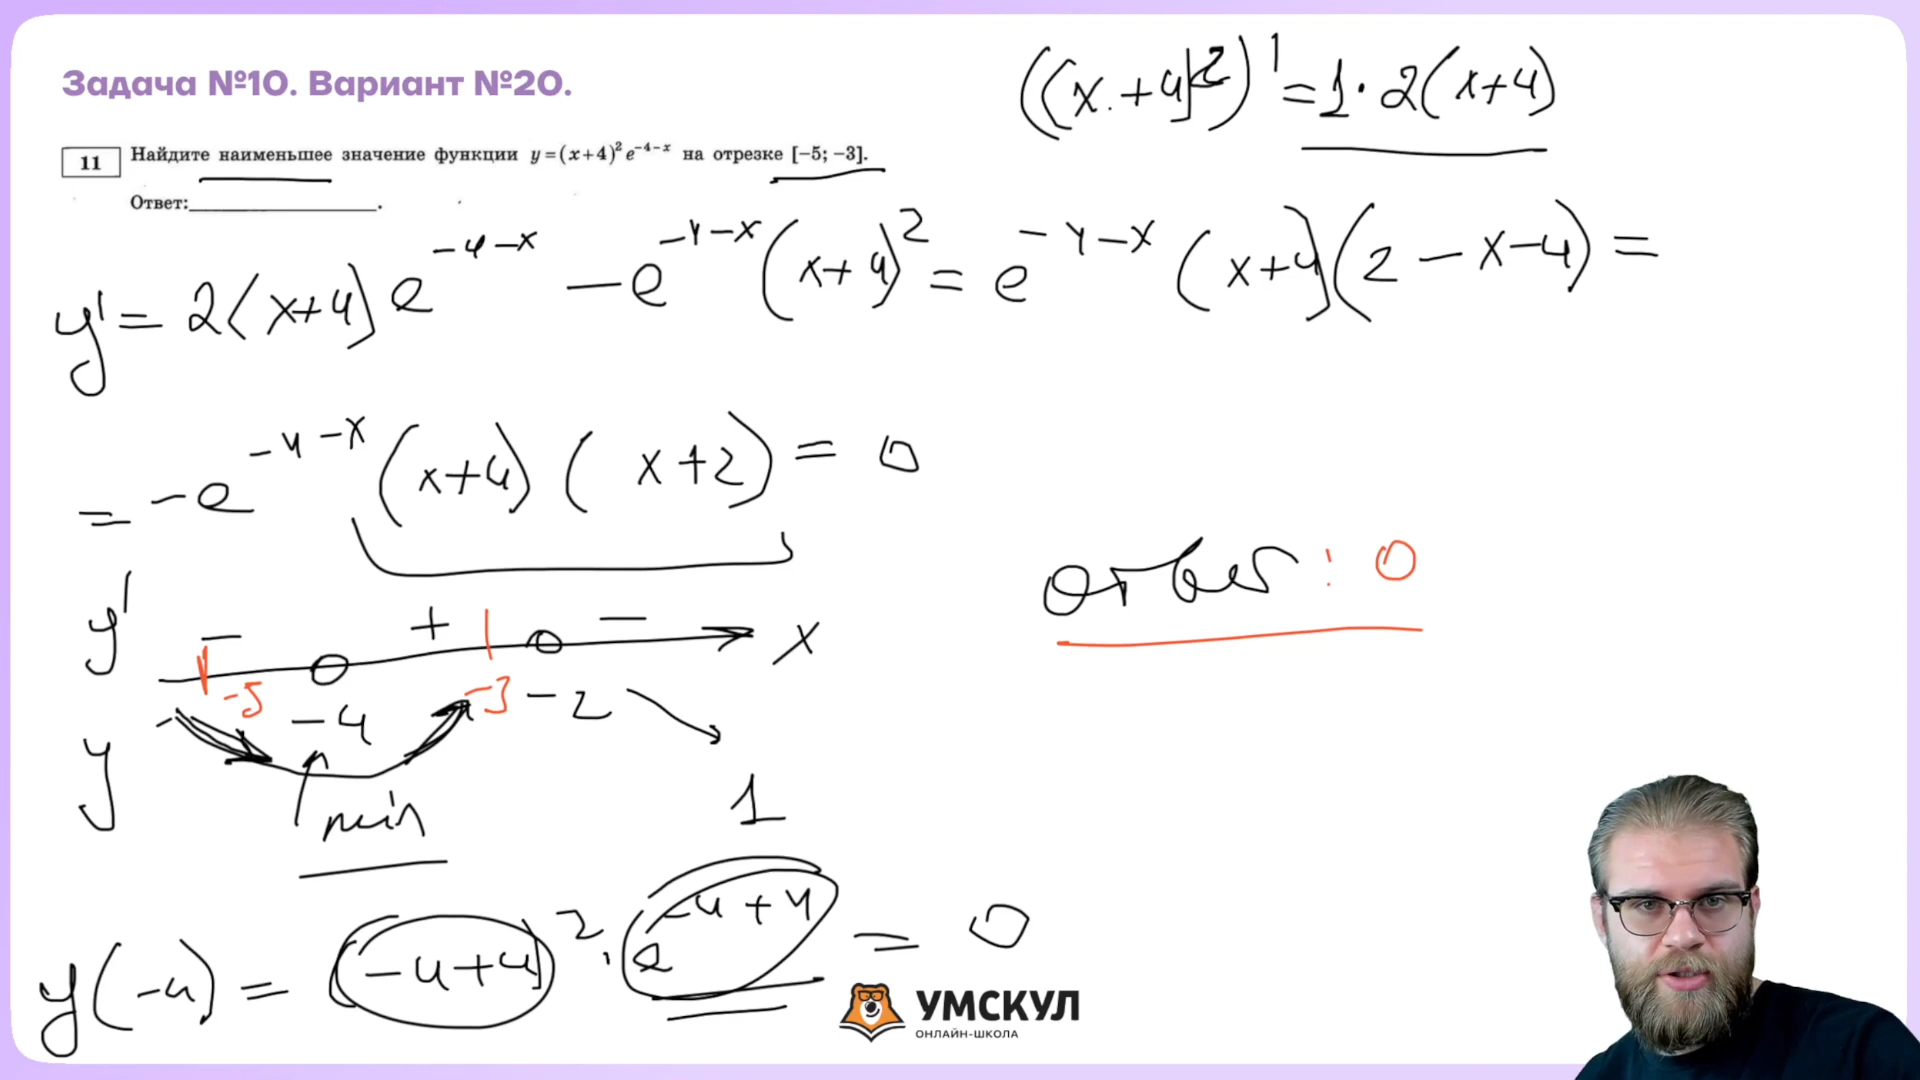 Задача №10. Вариант №20.
((x+4)²)' = 1·2(x+4)
11 Найдите наименьшее значение функции y=(x+4)²e^{-4-x} на отрезке [-5; -3].
Ответ:__________.
y' = 2(x+4)e^{-4-x} - e^{-4-x}(x+4)² = e^{-4-x}(x+4)(2-x-4) =
= -e^{-4-x}(x+4)(x+2) = 0
ответ: 0
y' - + - x
-5 -4 -3 -2
y
min
1
y(-4) = (-4+4)²·e^{-4+4} = 0
УМСКУЛ
ОНЛАЙН-ШКОЛА